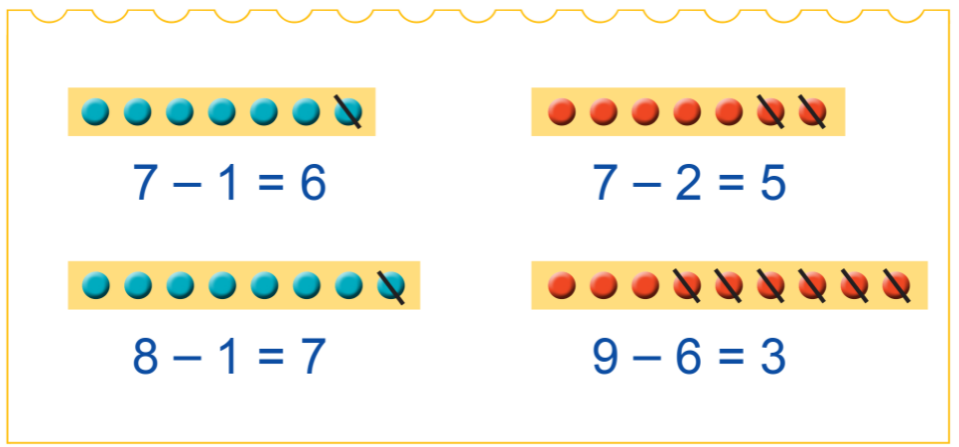 7 – 1 = 6
7 – 2 = 5
8 – 1 = 7
9 – 6 = 3